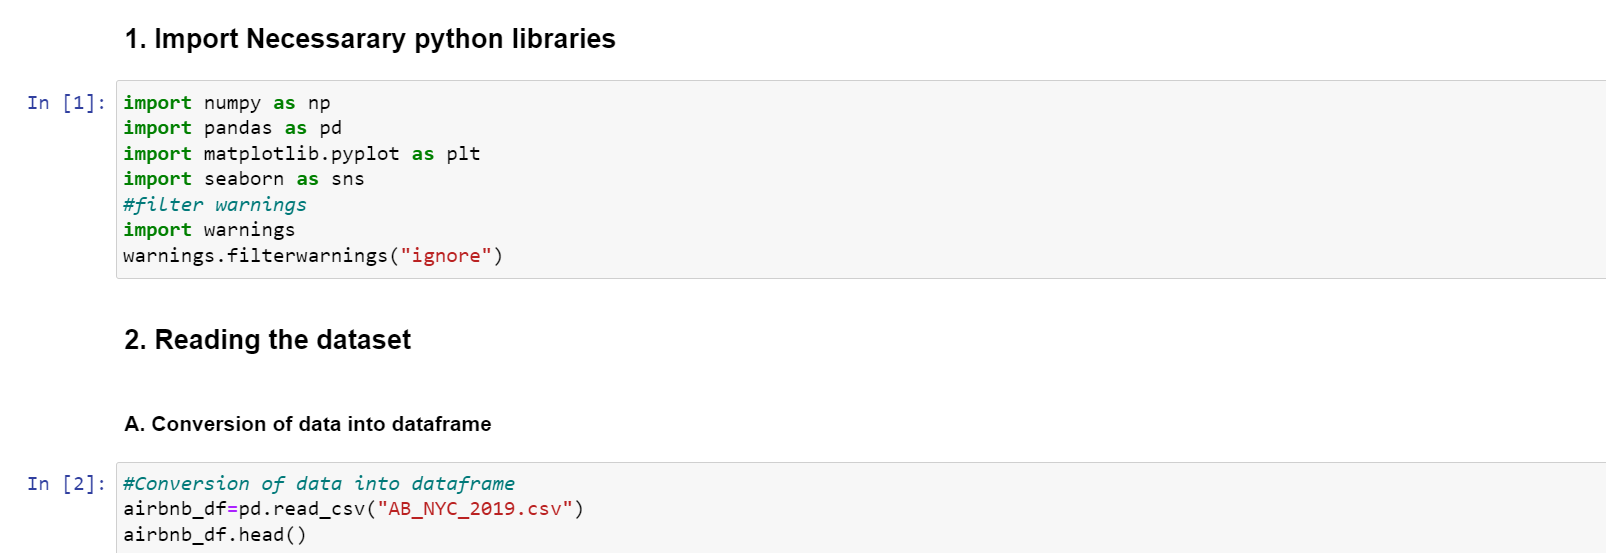 1. Import Necessarary python libraries
In [1]:
import numpy as np
import pandas as pd
import matplotlib.pyplot as plt
import seaborn as sns
#filter warnings
import warnings
warnings.filterwarnings("ignore")
2. Reading the dataset
A. Conversion of data into dataframe
In [2]:
#Conversion of data into dataframe
airbnb_df=pd.read_csv("AB_NYC_2019.csv")
airbnb_df.head()